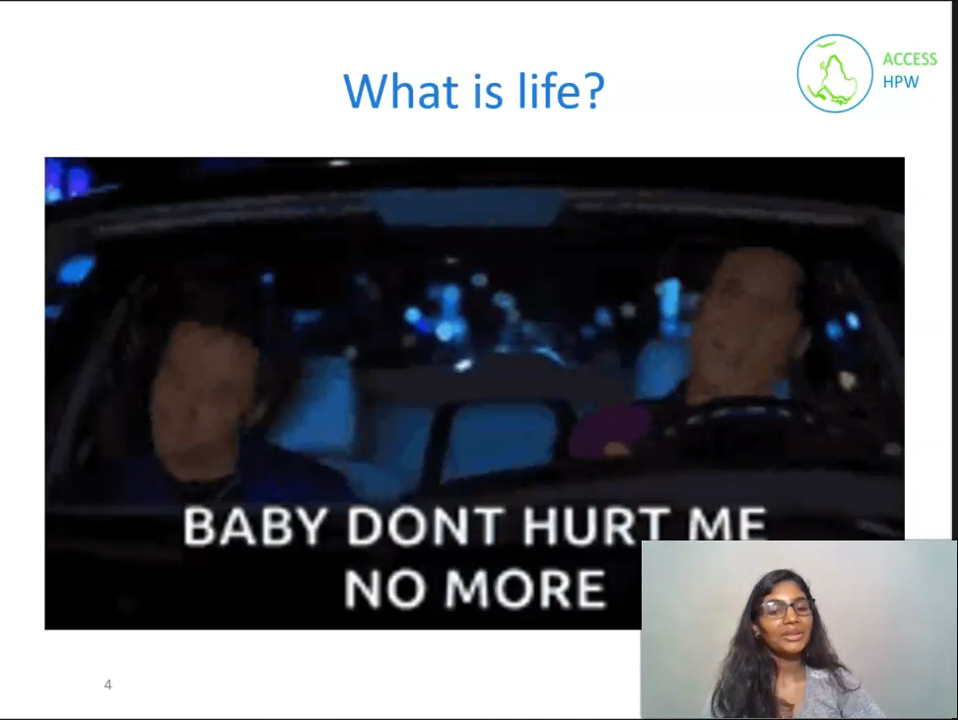 What is life?
ACCESS
HPW
BABY DONT HURT ME
NO MORE
4